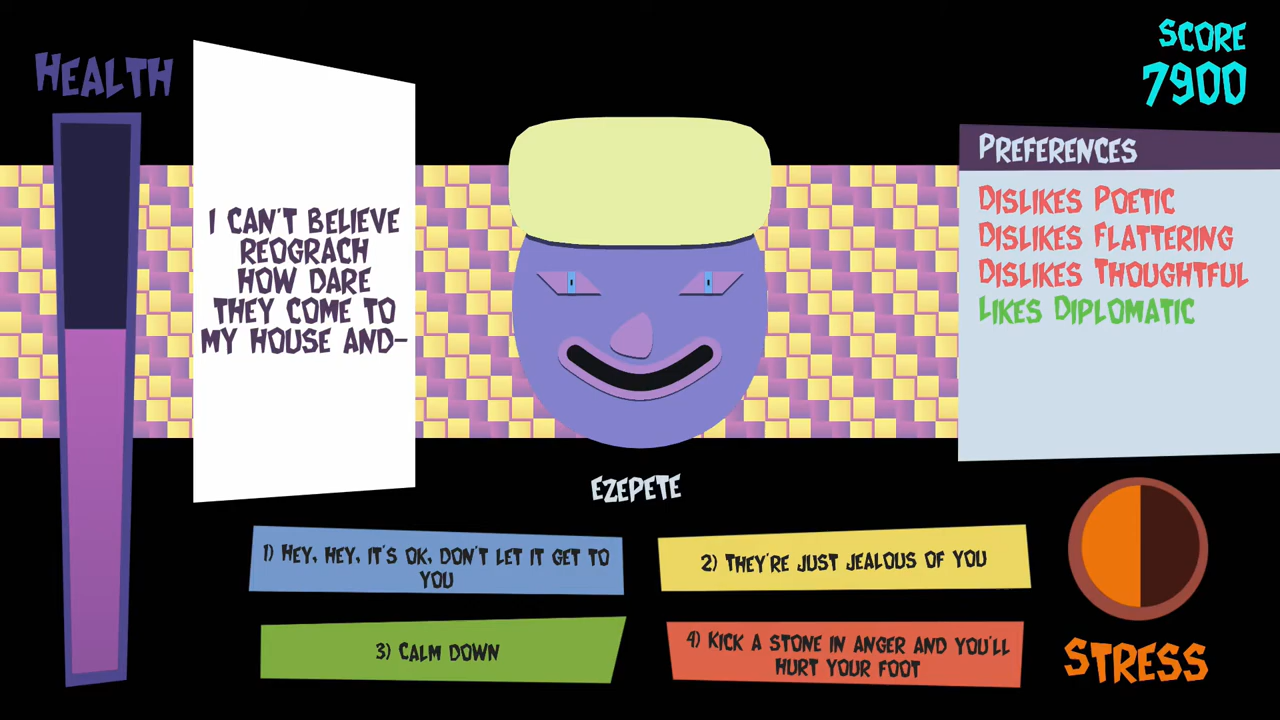 HEALTH
I CAN'T BELIEVE
REOGRACH
HOW DARE
THEY COME TO
MY HOUSE AND-
SCORE
7900
PREFERENCES
DISLIKES POETIC
DISLIKES FLATTERING
DISLIKES THOUGHTFUL
LIKES DIPLOMATIC
EZEPETE
1) HEY, HEY, IT'S OK, DON'T LET IT GET TO
YOU
2) THEY'RE JUST JEALOUS OF YOU
3) CALM DOWN
4) KICK A STONE IN ANGER AND YOU'LL
HURT YOUR FOOT
STRESS